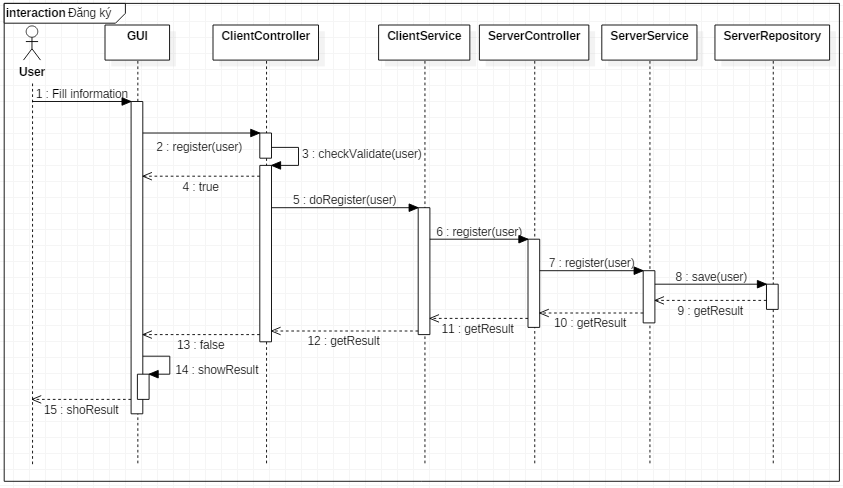 interaction Đăng ký
GUI
ClientController
ClientService
ServerController
ServerService
ServerRepository
User
1 : Fill information
2 : register(user)
3 : checkValidate(user)
4 : true
5 : doRegister(user)
6 : register(user)
7 : register(user)
8 : save(user)
9 : getResult
10 : getResult
11 : getResult
12 : getResult
13 : false
14 : showResult
15 : shoResult